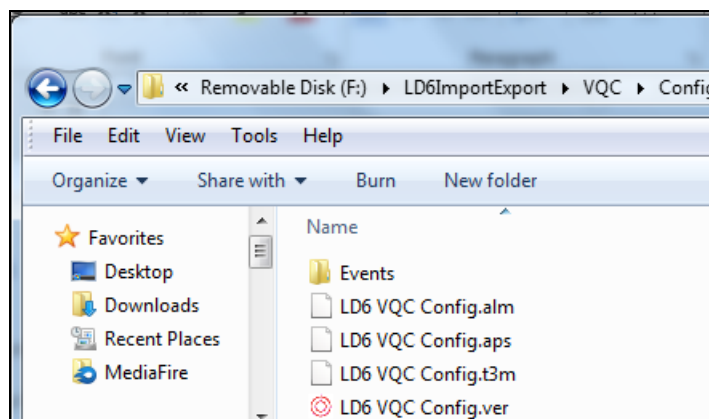 « Removable Disk (F:) ▸ LD6ImportExport ▸ VQC ▸ Config
File Edit View Tools Help
Organize ▾ Share with ▾ Burn New folder
Name
Favorites
Events
Desktop
LD6 VQC Config.alm
Downloads
LD6 VQC Config.aps
Recent Places
LD6 VQC Config.t3m
MediaFire
LD6 VQC Config.ver